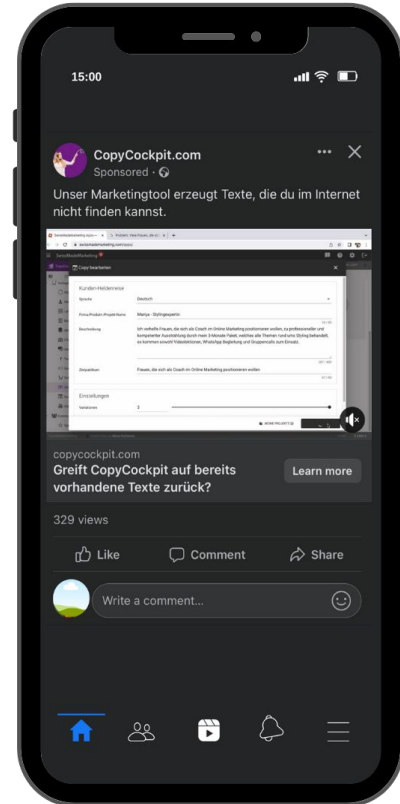 15:00
CopyCockpit.com
Sponsored ·
Unser Marketingtool erzeugt Texte, die du im Internet
nicht finden kannst.
Copy bearbeiten
Kunden-Heldenreise
Sprache
Deutsch
Firma/Produkt-/Projekt-Name
Mariya - Stylingexpertin
Beschreibung
Ich verhelfe Frauen, die sich als Coach im Online Marketing positionieren wollen, zu professioneller und
kompetenter Ausstrahlung durch mein 3-Monate Paket, welches alle Themen rund ums Styling behandelt,
es kommen sowohl Videolektionen, WhatsApp Begleitung und Gruppencalls zum Einsatz.
Zielpublikum
Frauen, die sich als Coach im Online Marketing positionieren wollen
Einstellungen
Variationen
3
copycockpit.com
Greift CopyCockpit auf bereits
vorhandene Texte zurück?
Learn more
329 views
Like
Comment
Share
Write a comment...